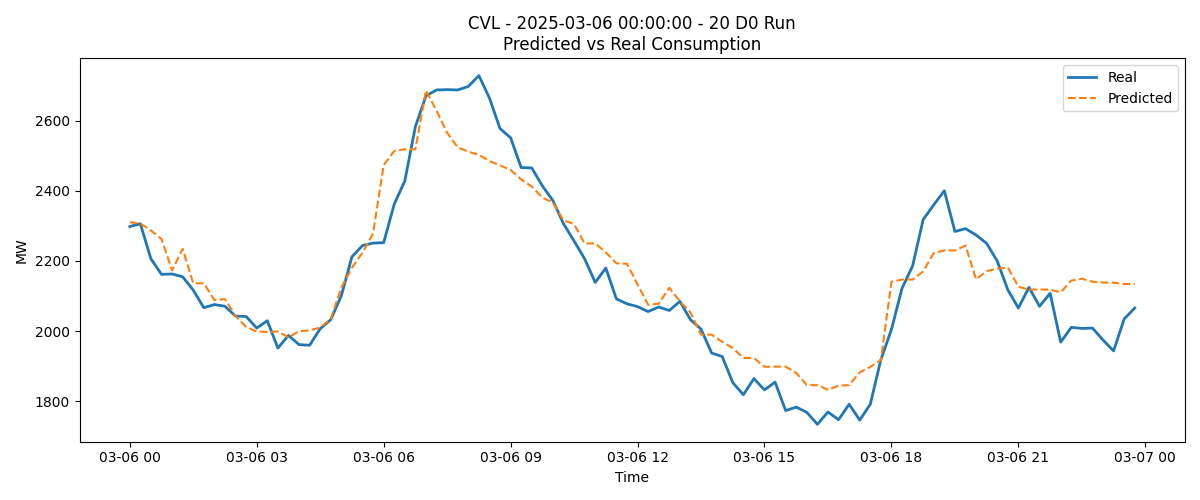 CVL - 2025-03-06 00:00:00 - 20 D0 Run
Predicted vs Real Consumption
Real
Predicted
MW
2600
2400
2200
2000
1800
03-06 00
03-06 03
03-06 06
03-06 09
03-06 12
03-06 15
03-06 18
03-06 21
03-07 00
Time